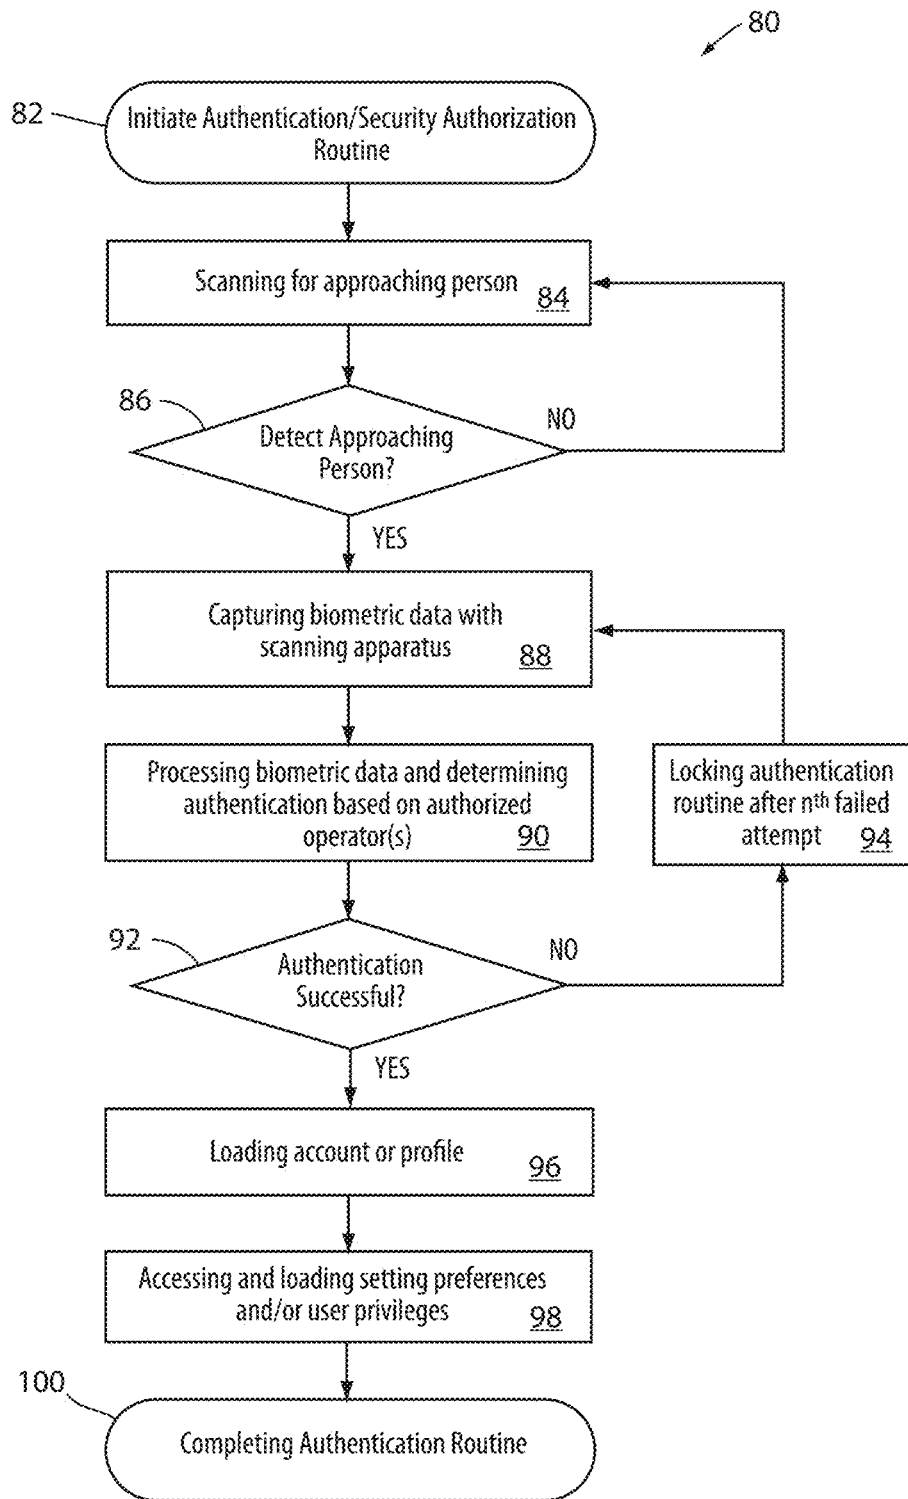 80
82
Initiate Authentication/Security Authorization
Routine
Scanning for approaching person
84
86
Detect Approaching
Person?
NO
YES
Capturing biometric data with
scanning apparatus
88
Processing biometric data and determining
authentication based on authorized
operator(s)
90
Locking authentication
routine after nth failed
attempt
94
92
Authentication
Successful?
NO
YES
Loading account or profile
96
Accessing and loading setting preferences
and/or user privileges
98
100
Completing Authentication Routine